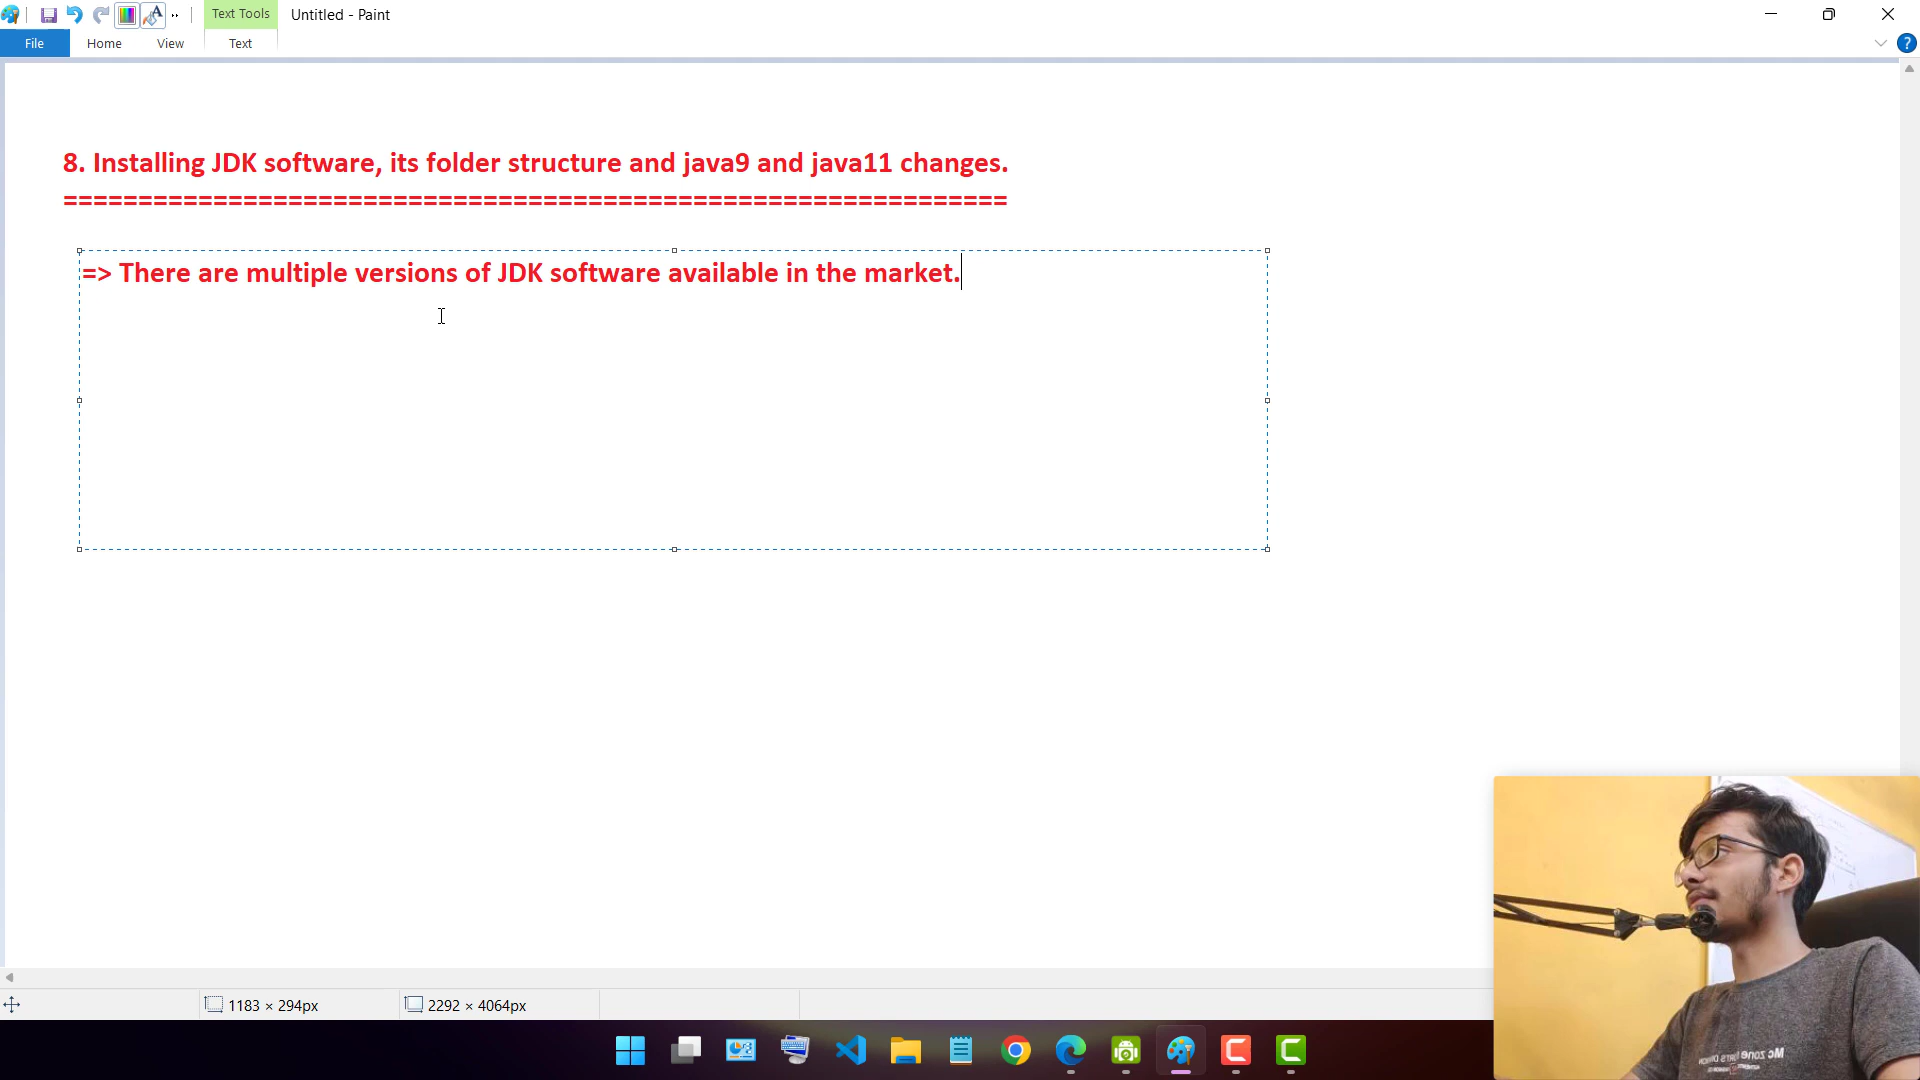 Text Tools
Untitled - Paint
File
Home
View
Text
?
8. Installing JDK software, its folder structure and java9 and java11 changes.
===============================================================
=> There are multiple versions of JDK software available in the market.
1183 × 294px
2292 × 4064px